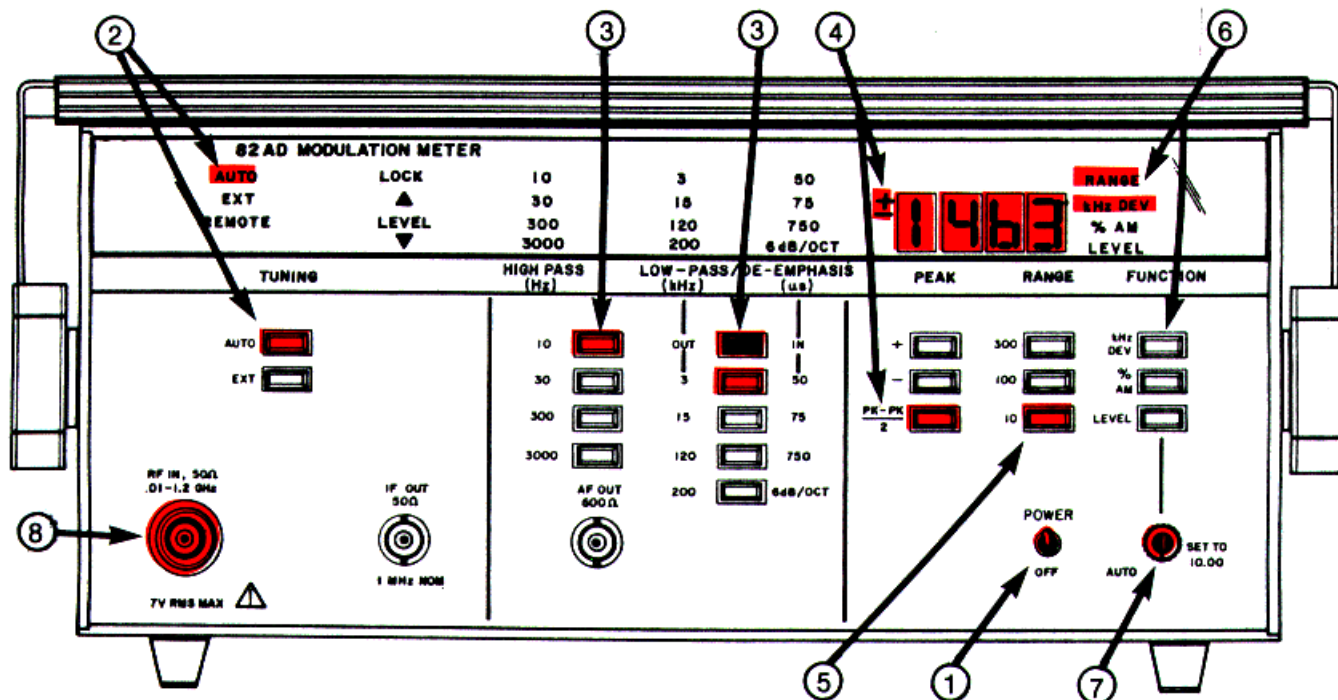 2
3
3
4
6
82AD MODULATION METER
AUTO LOCK 10 3 50
EXT ▲ 30 15 75
REMOTE LEVEL 300 120 750
▼ 3000 200 6dB/OCT
± 1463
RANGE
kHz DEV
% AM
LEVEL
TUNING
HIGH PASS
(Hz)
LOW-PASS/DE-EMPHASIS
(kHz) (us)
PEAK
RANGE
FUNCTION
AUTO
EXT
10
30
300
3000
OUT
3
15
120
200
IN
50
75
750
6dB/OCT
+
−
PK-PK
2
300
100
10
kHz
DEV
%
AM
LEVEL
RF IN, 50Ω
.01-1.2 GHz
7V RMS MAX
IF OUT
50Ω
1 MHz NOM
AF OUT
600Ω
POWER
OFF
AUTO
SET TO
10.00
8
5
1
7